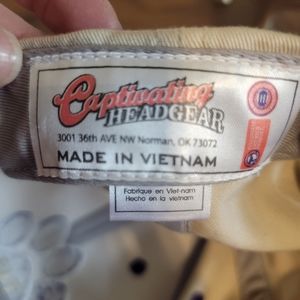 Captivating
HEADGEAR
3001 36th AVE NW Norman, OK 73072
MADE IN VIETNAM
Fabrique en Viet-nam
Hecho en la vietnam